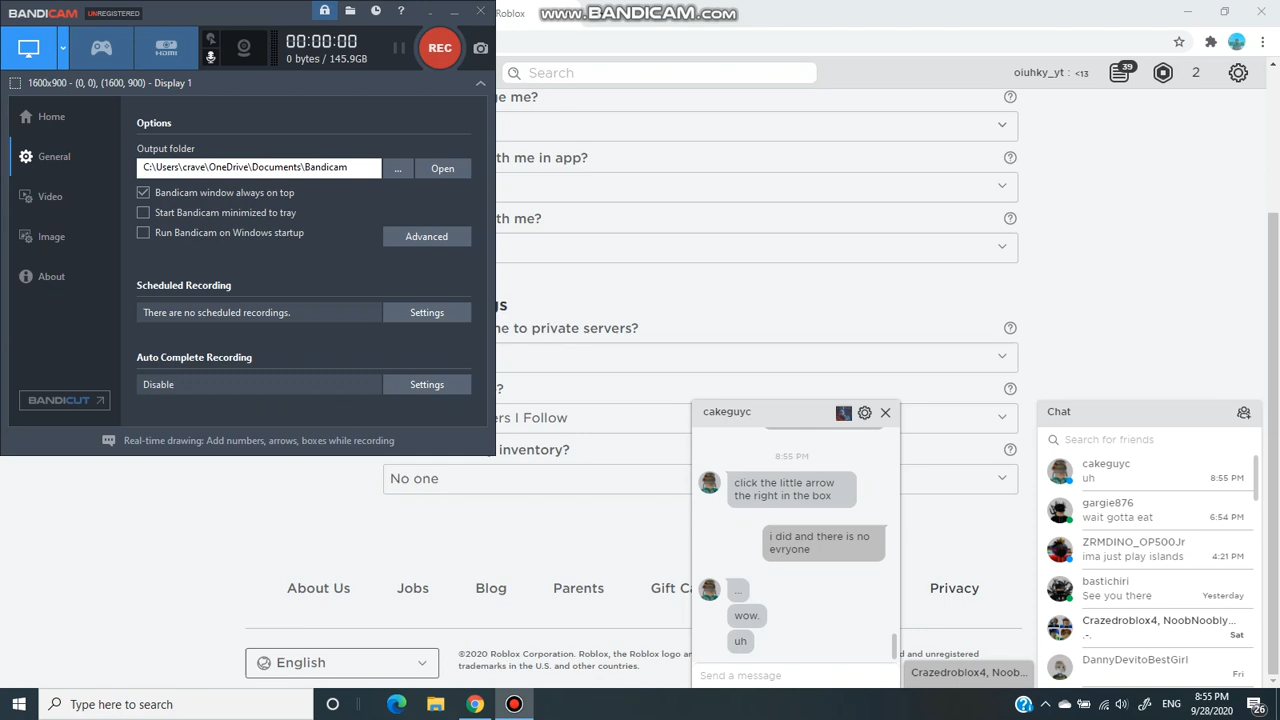 BANDICAM UNREGISTERED
Roblox
www.BANDICAM.com
HDMI
00:00:00
0 bytes / 145.9GB
REC
1600x900 - (0, 0), (1600, 900) - Display 1
Home
General
Video
Image
About
BANDICUT
Options
Output folder
C:\Users\crave\OneDrive\Documents\Bandicam
...
Open
Bandicam window always on top
Start Bandicam minimized to tray
Run Bandicam on Windows startup
Advanced
Scheduled Recording
There are no scheduled recordings.
Settings
Auto Complete Recording
Disable
Settings
Real-time drawing: Add numbers, arrows, boxes while recording
Search
oiuhky_yt : <13
39
2
ge me?
th me in app?
th me?
gs
ne to private servers?
?
ers I Follow
inventory?
No one
About Us
Jobs
Blog
Parents
Gift Ca
Privacy
English
©2020 Roblox Corporation. Roblox, the Roblox logo an
d and unregistered
trademarks in the U.S. and other countries.
cakeguyc
8:55 PM
click the little arrow
the right in the box
i did and there is no
evryone
...
wow.
uh
Send a message
Crazedroblox4, Noob...
Chat
Search for friends
cakeguyc
uh
8:55 PM
gargie876
wait gotta eat
6:54 PM
ZRMDINO_OP500Jr
ima just play islands
4:21 PM
bastichiri
See you there
Yesterday
Crazedroblox4, NoobNoobly...
.-.
Sat
DannyDevitoBestGirl
Fri
Type here to search
ENG
8:55 PM
9/28/2020
26